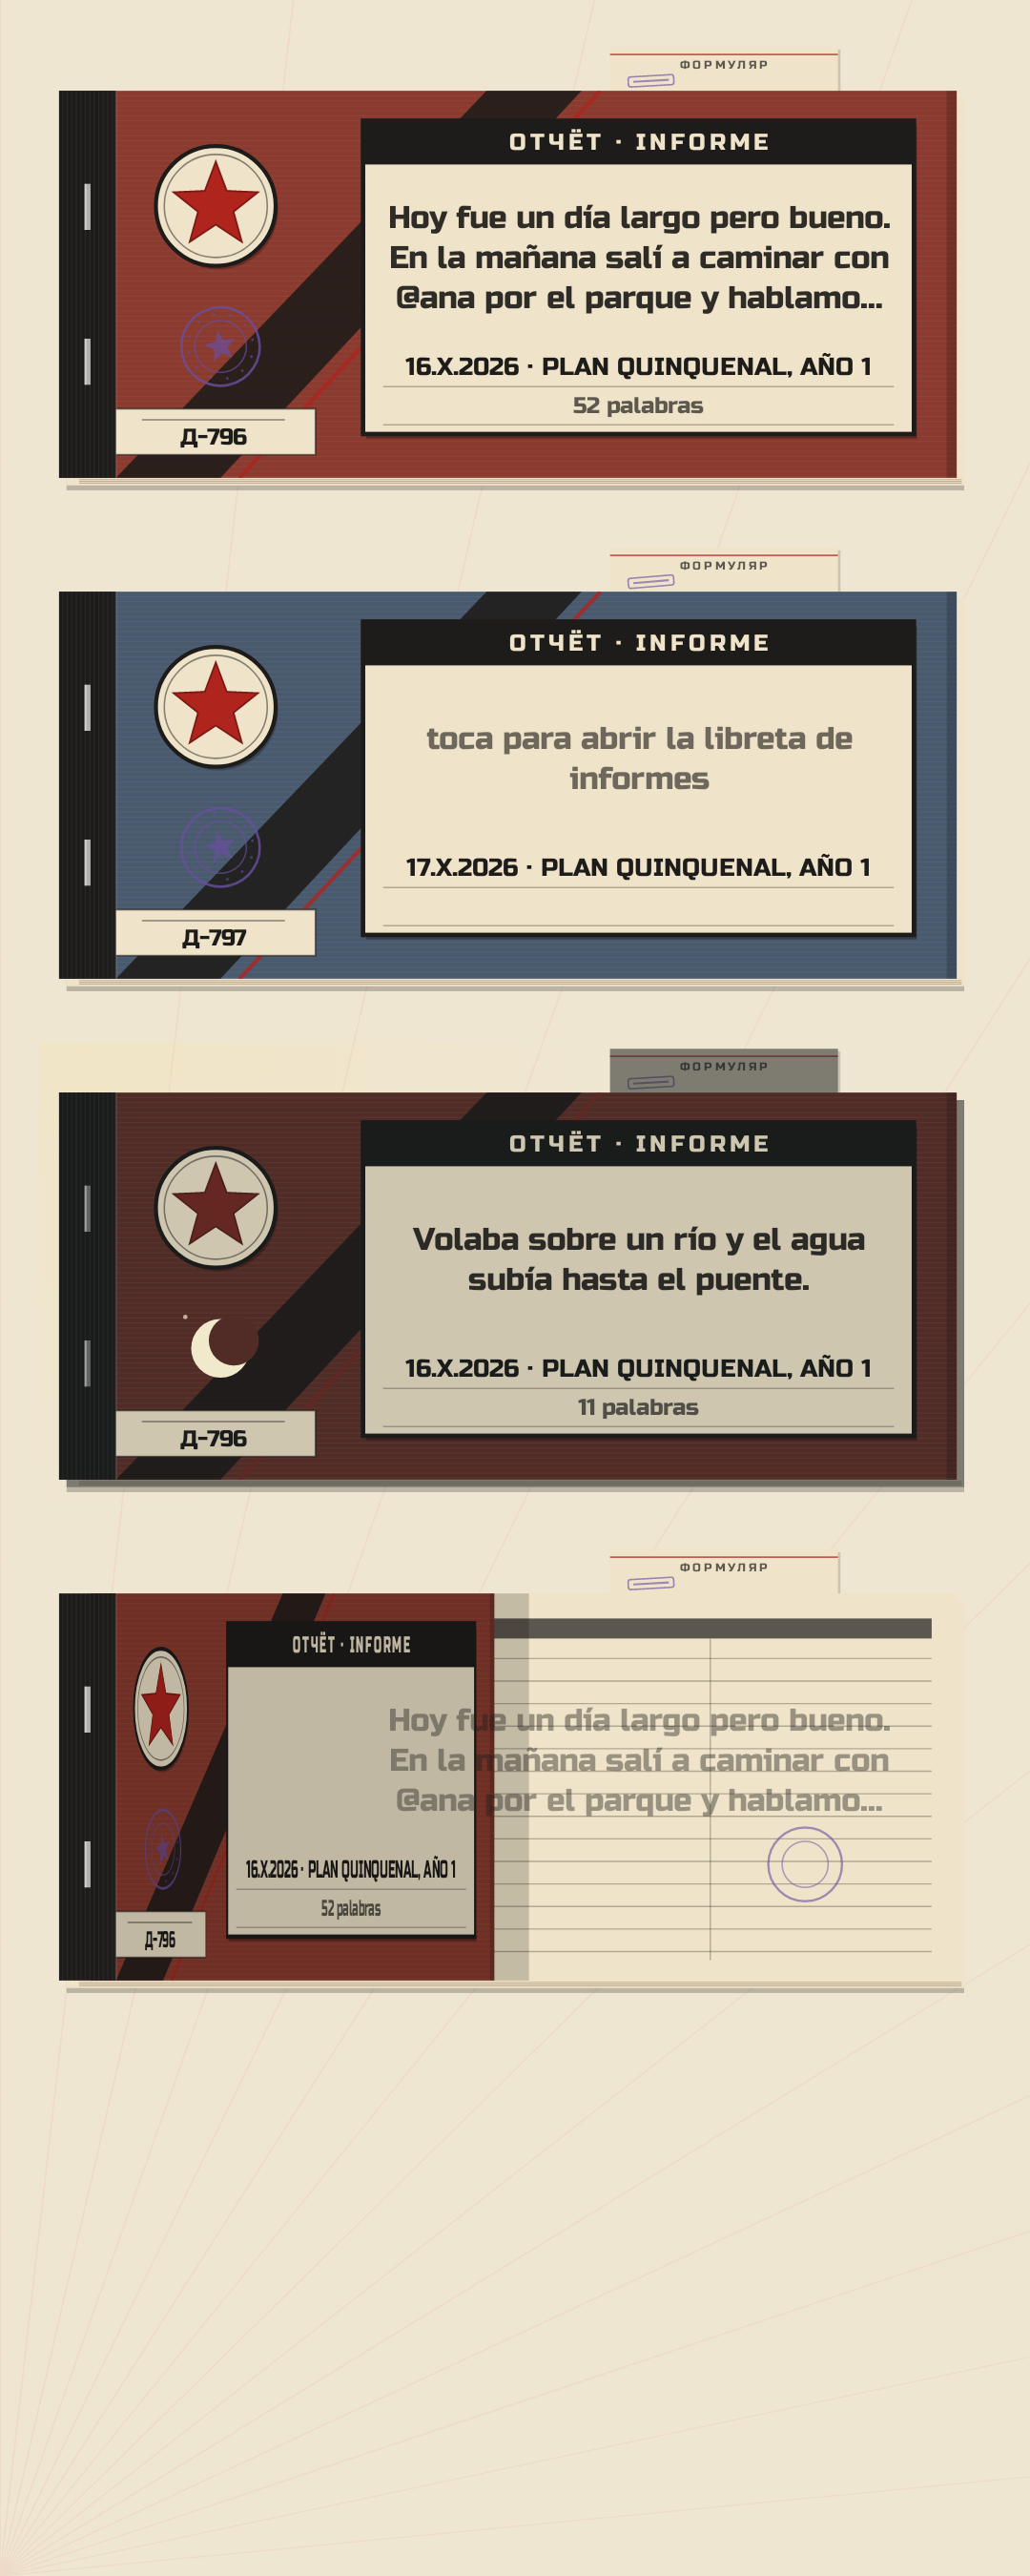 ФОРМУЛЯР
ОТЧЁТ · INFORME
Hoy fue un día largo pero bueno.
En la mañana salí a caminar con
@ana por el parque y hablamo...
16.X.2026 · PLAN QUINQUENAL, AÑO 1
52 palabras
Д-796
ФОРМУЛЯР
ОТЧЁТ · INFORME
toca para abrir la libreta de
informes
17.X.2026 · PLAN QUINQUENAL, AÑO 1
Д-797
ФОРМУЛЯР
ОТЧЁТ · INFORME
Volaba sobre un río y el agua
subía hasta el puente.
16.X.2026 · PLAN QUINQUENAL, AÑO 1
11 palabras
Д-796
ФОРМУЛЯР
ОТЧЁТ · INFORME
Hoy fue un día largo pero bueno.
En la mañana salí a caminar con
@ana por el parque y hablamo...
16.X.2026 · PLAN QUINQUENAL, AÑO 1
52 palabras
Д-796